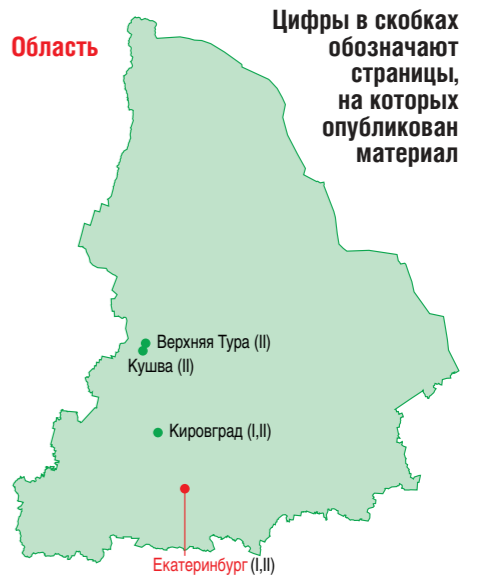 Область
Цифры в скобках
обозначают
страницы,
на которых
опубликован
материал
Верхняя Тура (II)
Кушва (II)
Кировград (I,II)
Екатеринбург (I,II)